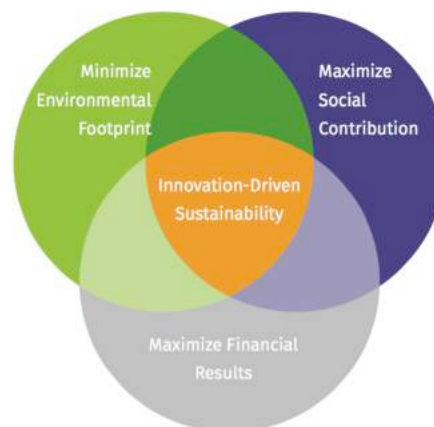 Minimize
Environmental
Footprint
Maximize
Social
Contribution
Innovation-Driven
Sustainability
Maximize Financial
Results